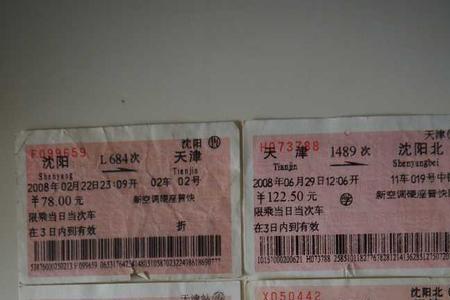 F099659
沈阳
沈阳 L684次 天津
Shenyang Tianjin
2008年02月22日23:09开 02车 02号
￥78.00元 新空调硬座普快
限乘当日当次车
在3日内到有效 折
H073788 天津
天津 1489次 沈阳北
Tianjin Shenyangbei
2008年06月29日12:06开 11车019号中
￥122.50元 学 新空调硬
限乘当日当次车
在3日内到有效
天津站
X050442 沈阳北